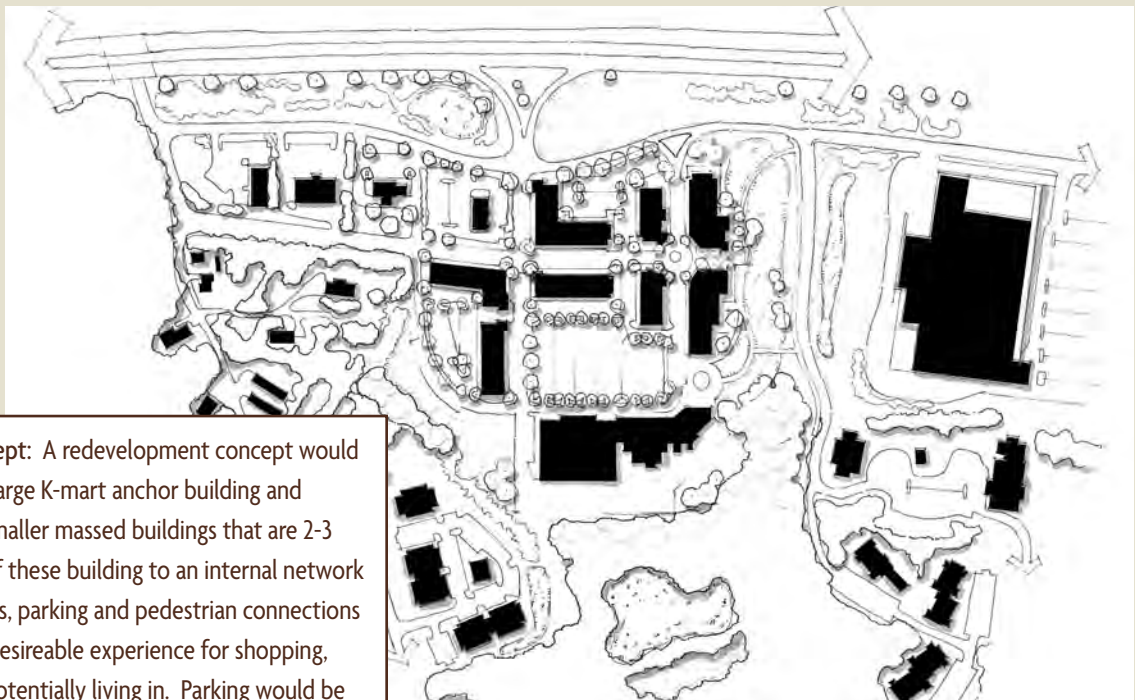 ept: A redevelopment concept would
arge K-mart anchor building and
maller massed buildings that are 2-3
f these building to an internal network
s, parking and pedestrian connections
esireable experience for shopping,
otentially living in. Parking would be